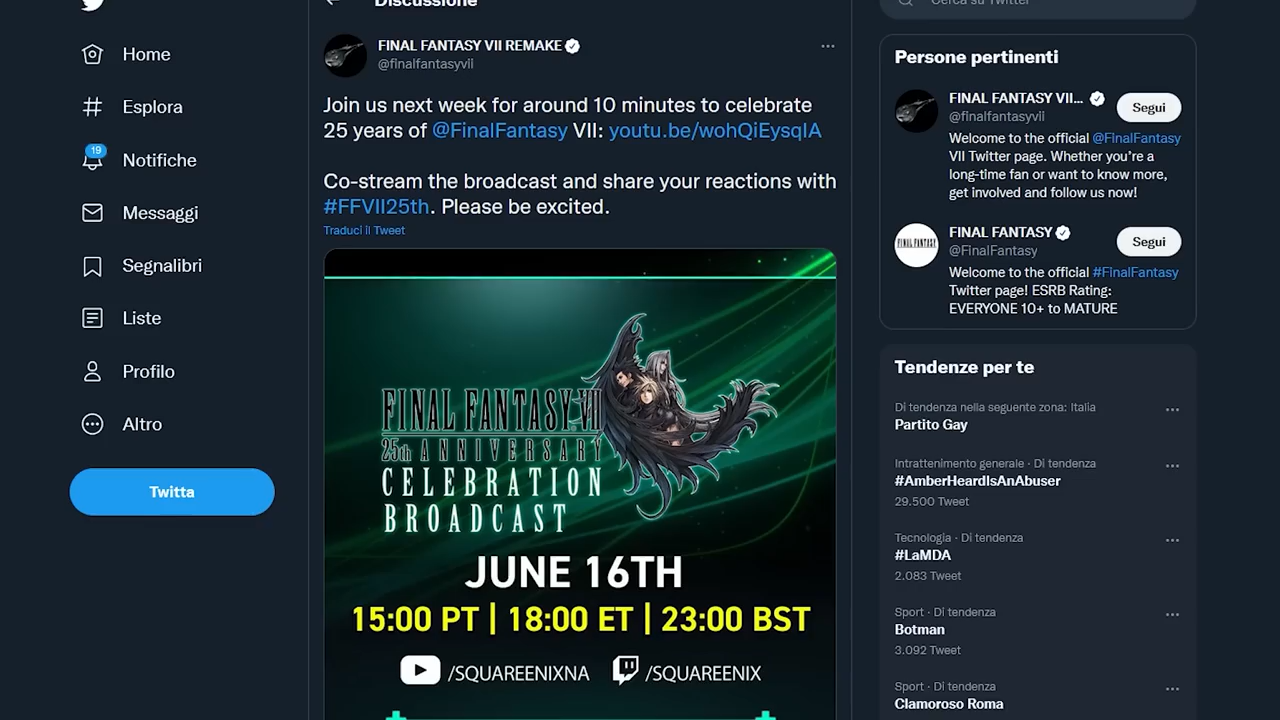 Discussione
Cerca su Twitter
Home
Esplora
19
Notifiche
Messaggi
Segnalibri
Liste
Profilo
Altro
Twitta
FINAL FANTASY VII REMAKE
@finalfantasyvii
Join us next week for around 10 minutes to celebrate
25 years of @FinalFantasy VII: youtu.be/wohQiEysqIA
Co-stream the broadcast and share your reactions with
#FFVII25th. Please be excited.
Traduci il Tweet
FINAL FANTASY VII
25th ANNIVERSARY
CELEBRATION
BROADCAST
JUNE 16TH
15:00 PT | 18:00 ET | 23:00 BST
/SQUAREENIXNA /SQUAREENIX
Persone pertinenti
FINAL FANTASY VII...
@finalfantasyvii
Segui
Welcome to the official @FinalFantasy
VII Twitter page. Whether you're a
long-time fan or want to know more,
get involved and follow us now!
FINAL FANTASY
@FinalFantasy
Segui
Welcome to the official #FinalFantasy
Twitter page! ESRB Rating:
EVERYONE 10+ to MATURE
Tendenze per te
Di tendenza nella seguente zona: Italia
Partito Gay
Intrattenimento generale · Di tendenza
#AmberHeardIsAnAbuser
29.500 Tweet
Tecnologia · Di tendenza
#LaMDA
2.083 Tweet
Sport · Di tendenza
Botman
3.092 Tweet
Sport · Di tendenza
Clamoroso Roma